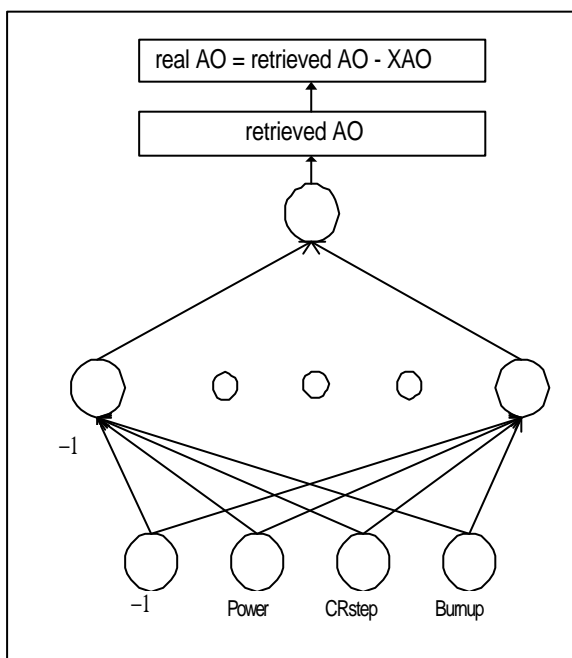 real AO = retrieved AO - XAO
retrieved AO
−1
−1 Power CRstep Burnup